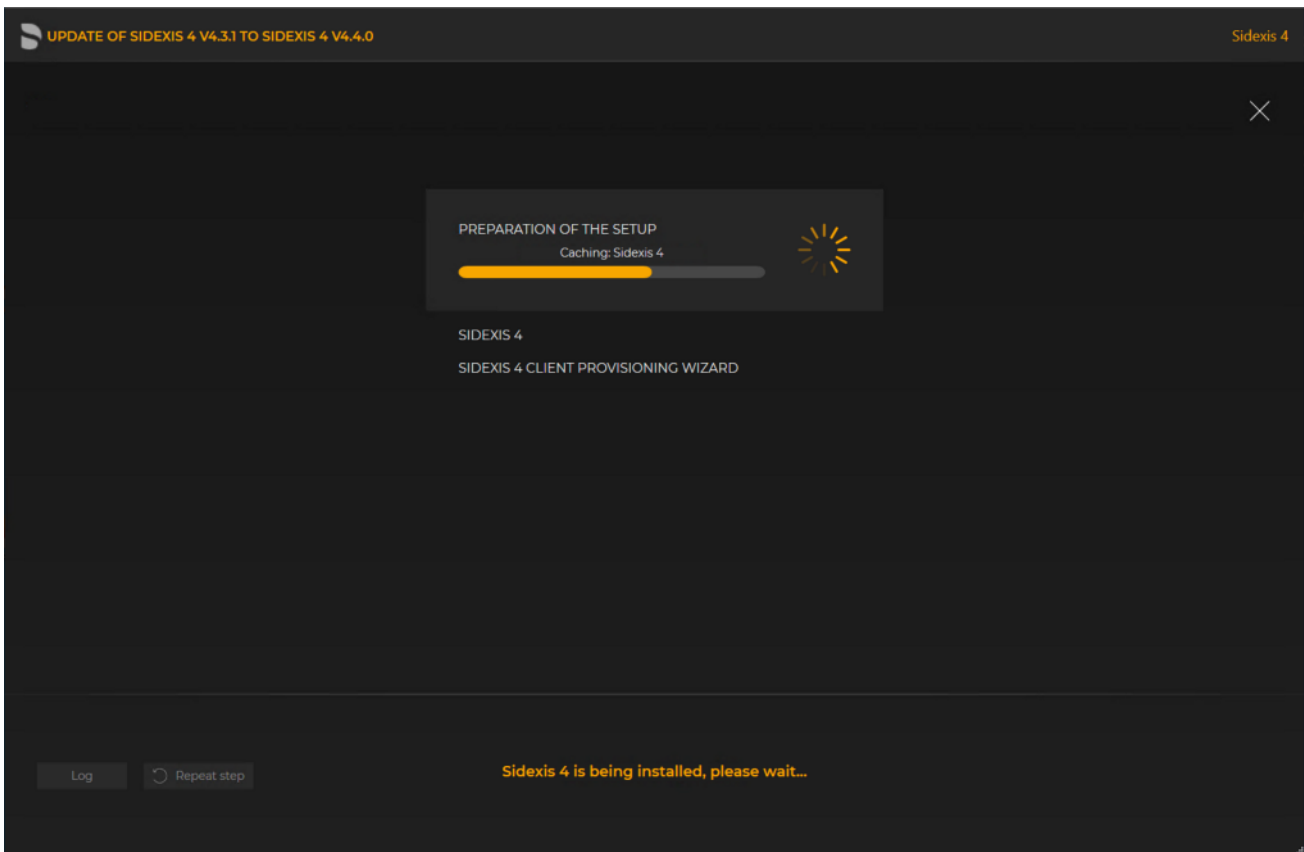 UPDATE OF SIDEXIS 4 V4.3.1 TO SIDEXIS 4 V4.4.0
Sidexis 4
PREPARATION OF THE SETUP
Caching: Sidexis 4
SIDEXIS 4
SIDEXIS 4 CLIENT PROVISIONING WIZARD
Log
Repeat step
Sidexis 4 is being installed, please wait...